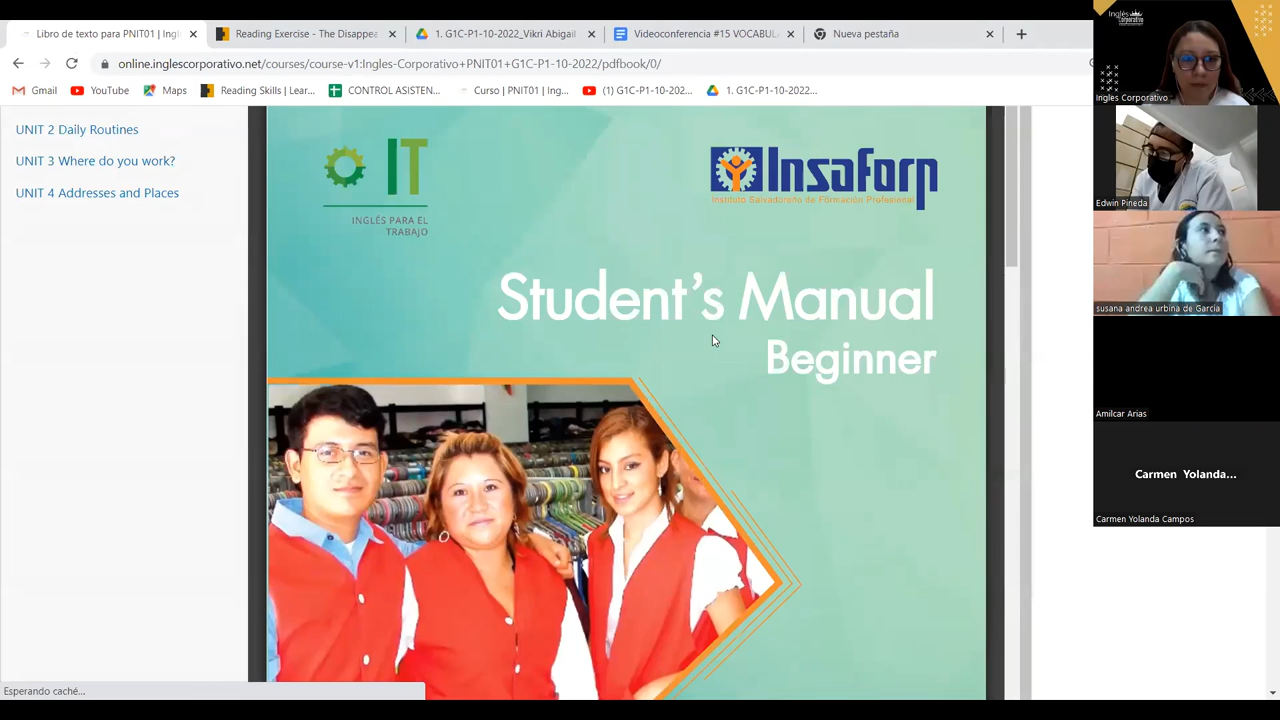 Libro de texto para PNIT01 | Ingl
Reading Exercise - The Disappea
G1C-P1-10-2022_Vikri Abigail
Videoconferencia #15 VOCABUL
Nueva pestaña
online.inglescorporativo.net/courses/course-v1:Ingles-Corporativo+PNIT01+G1C-P1-10-2022/pdfbook/0/
Gmail
YouTube
Maps
Reading Skills | Lear...
CONTROL ASISTEN...
Curso | PNIT01 | Ing...
(1) G1C-P1-10-202...
1. G1C-P1-10-2022...
UNIT 2 Daily Routines
UNIT 3 Where do you work?
UNIT 4 Addresses and Places
IT
INGLÉS PARA EL
TRABAJO
Insaforp
Instituto Salvadoreño de Formación Profesional
Student's Manual
Beginner
Esperando caché...
Inglés
Corporativo
Ingles Corporativo
Edwin Pineda
susana andrea urbina de Garcia
Amilcar Arias
Carmen Yolanda...
Carmen Yolanda Campos